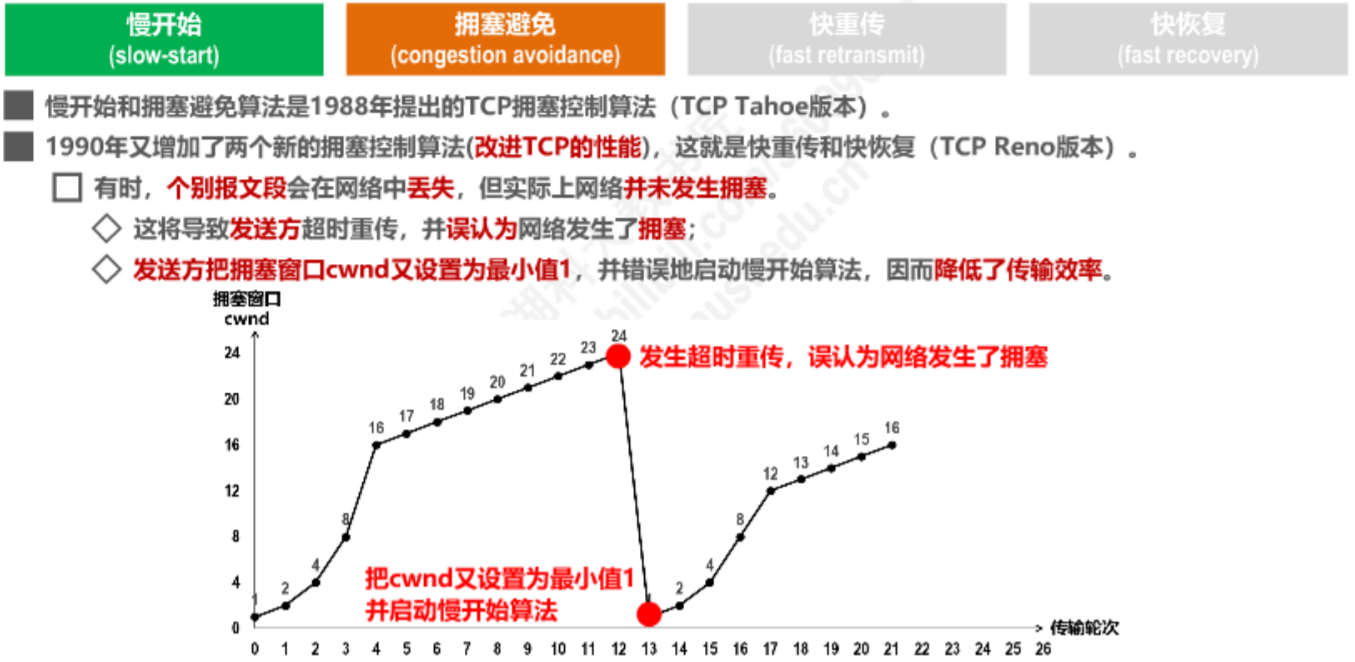 慢开始
(slow-start)
拥塞避免
(congestion avoidance)
快重传
(fast retransmit)
快恢复
(fast recovery)
慢开始和拥塞避免算法是1988年提出的TCP拥塞控制算法（TCP Tahoe版本）。
1990年又增加了两个新的拥塞控制算法(改进TCP的性能)，这就是快重传和快恢复（TCP Reno版本）。
有时，个别报文段会在网络中丢失，但实际上网络并未发生拥塞。
这将导致发送方超时重传，并误认为网络发生了拥塞；
发送方把拥塞窗口cwnd又设置为最小值1，并错误地启动慢开始算法，因而降低了传输效率。
拥塞窗口
cwnd
24
20
16
12
8
4
0
1
2
4
8
16
17
18
19
20
21
22
23
24
发生超时重传，误认为网络发生了拥塞
把cwnd又设置为最小值1
并启动慢开始算法
2
4
8
12
13
14
15
16
0 1 2 3 4 5 6 7 8 9 10 11 12 13 14 15 16 17 18 19 20 21 22 23 24 25 26
传输轮次